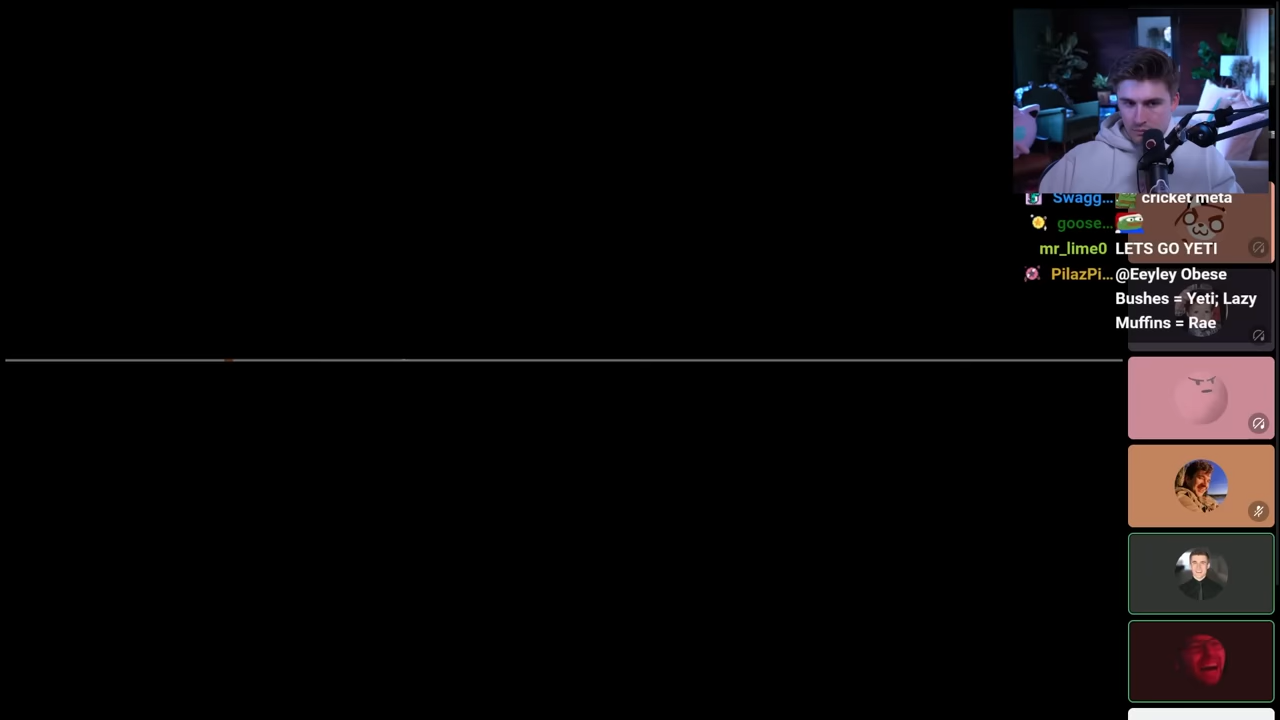 Swagg... cricket meta
goose...
mr_lime0 LETS GO YETI
PilazPi... @Eeyley Obese
Bushes = Yeti; Lazy
Muffins = Rae